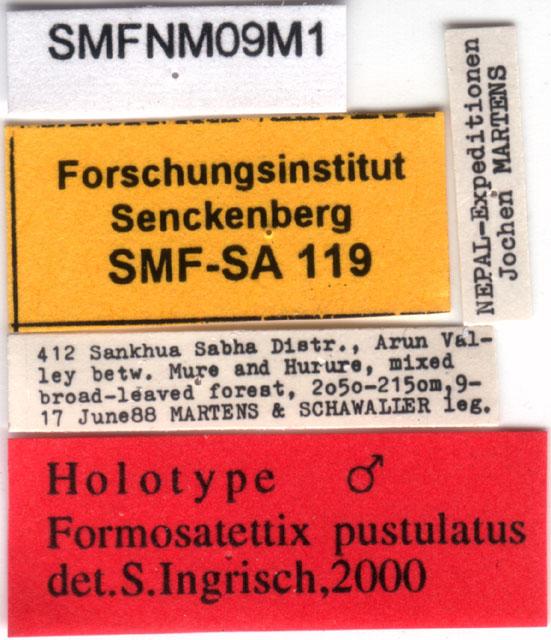 SMFNM09M1
NEPAL-Expeditionen
Jochen MARTENS
Forschungsinstitut
Senckenberg
SMF-SA 119
412 Sankhua Sabha Distr., Arun Val-
ley betw. Mure and Hurure, mixed
broad-leaved forest, 2o5o-215om,9-
17 June88 MARTENS & SCHAWALLER leg.
Holotype ♂
Formosatettix pustulatus
det.S.Ingrisch,2000